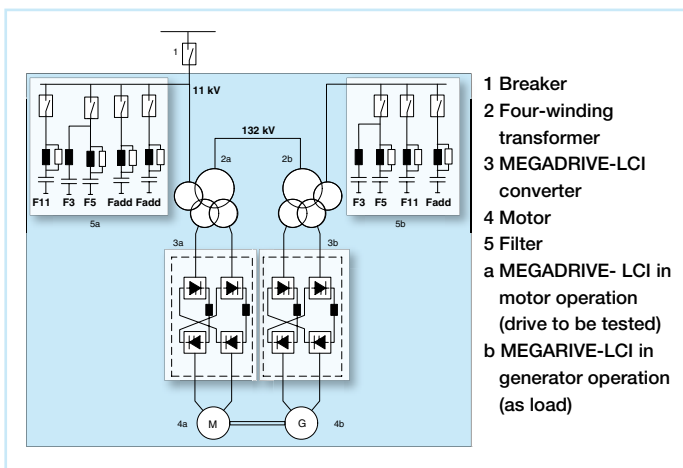 1
11 kV
132 kV
2a
2b
F11 F3 F5 Fadd Fadd
5a
F3 F5 F11 Fadd
5b
3a
3b
4a
M
G
4b
1 Breaker
2 Four-winding
transformer
3 MEGADRIVE-LCI
converter
4 Motor
5 Filter
a MEGADRIVE- LCI in
motor operation
(drive to be tested)
b MEGARIVE-LCI in
generator operation
(as load)